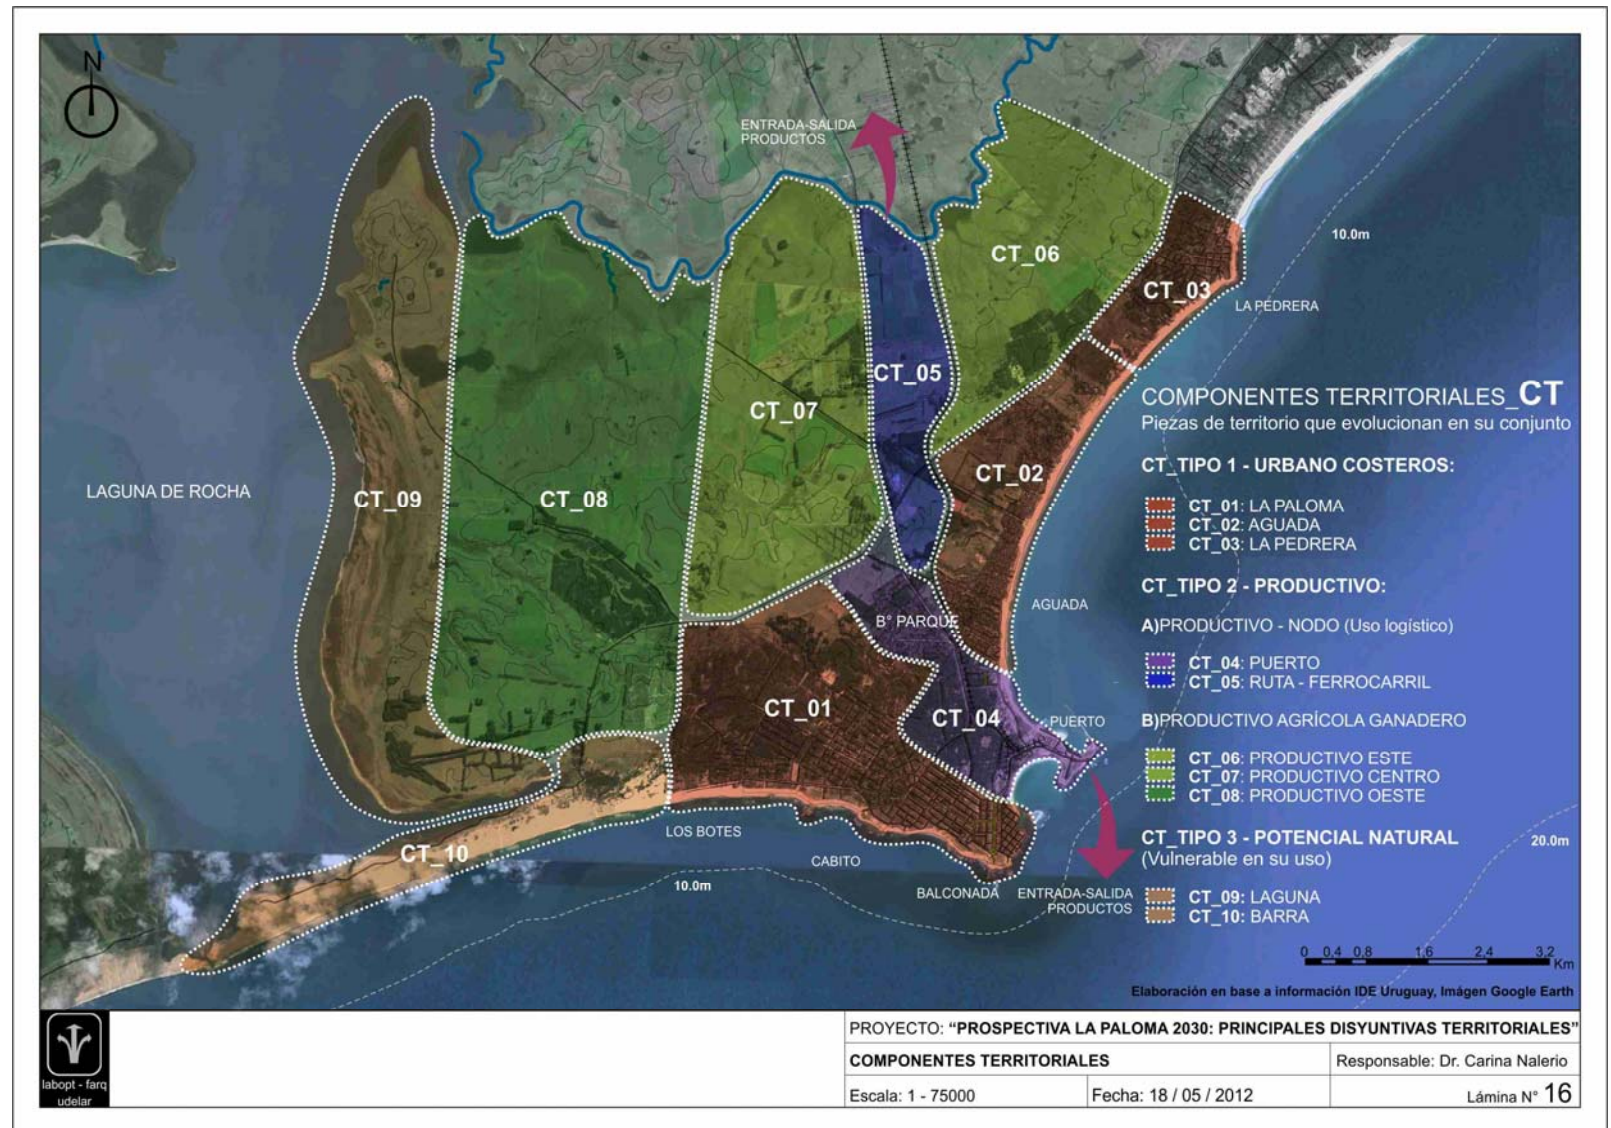 N
ENTRADA-SALIDA
PRODUCTOS
CT_06
10.0m
CT_03
LA PEDRERA
CT_05
CT_07
CT_02
CT_09
CT_08
LAGUNA DE ROCHA
AGUADA
B° PARQUE
CT_01
CT_04
PUERTO
LOS BOTES
CT_10
CABITO
10.0m
BALCONADA
ENTRADA-SALIDA
PRODUCTOS
20.0m
COMPONENTES TERRITORIALES_CT
Piezas de territorio que evolucionan en su conjunto
CT_TIPO 1 - URBANO COSTEROS:
CT_01: LA PALOMA
CT_02: AGUADA
CT_03: LA PEDRERA
CT_TIPO 2 - PRODUCTIVO:
A)PRODUCTIVO - NODO (Uso logístico)
CT_04: PUERTO
CT_05: RUTA - FERROCARRIL
B)PRODUCTIVO AGRÍCOLA GANADERO
CT_06: PRODUCTIVO ESTE
CT_07: PRODUCTIVO CENTRO
CT_08: PRODUCTIVO OESTE
CT_TIPO 3 - POTENCIAL NATURAL
(Vulnerable en su uso)
CT_09: LAGUNA
CT_10: BARRA
0 0,4 0,8 1,6 2,4 3,2
Km
Elaboración en base a información IDE Uruguay, Imágen Google Earth
labopt - farq
udelar
PROYECTO: “PROSPECTIVA LA PALOMA 2030: PRINCIPALES DISYUNTIVAS TERRITORIALES”
COMPONENTES TERRITORIALES
Responsable: Dr. Carina Nalerio
Escala: 1 - 75000
Fecha: 18 / 05 / 2012
Lámina N° 16